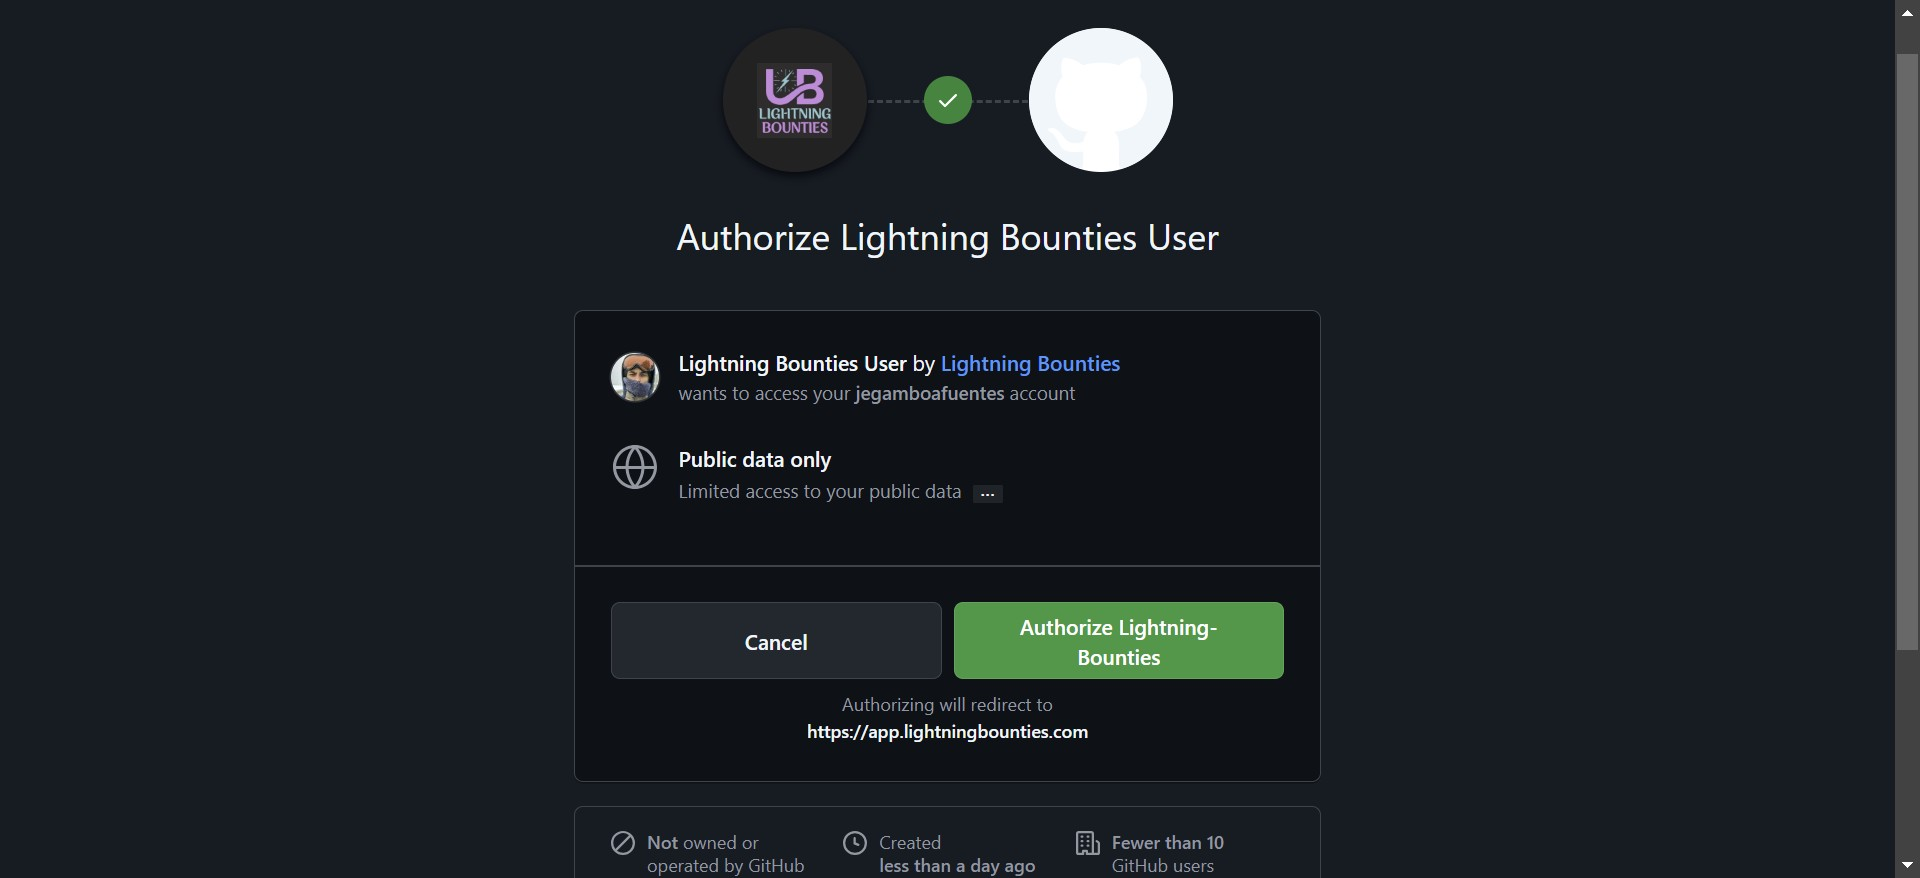 UB
LIGHTNING
BOUNTIES
Authorize Lightning Bounties User
Lightning Bounties User by Lightning Bounties
wants to access your jegamboafuentes account
Public data only
Limited access to your public data ...
Cancel
Authorize Lightning-
Bounties
Authorizing will redirect to
https://app.lightningbounties.com
Not owned or
operated by GitHub
Created
less than a day ago
Fewer than 10
GitHub users